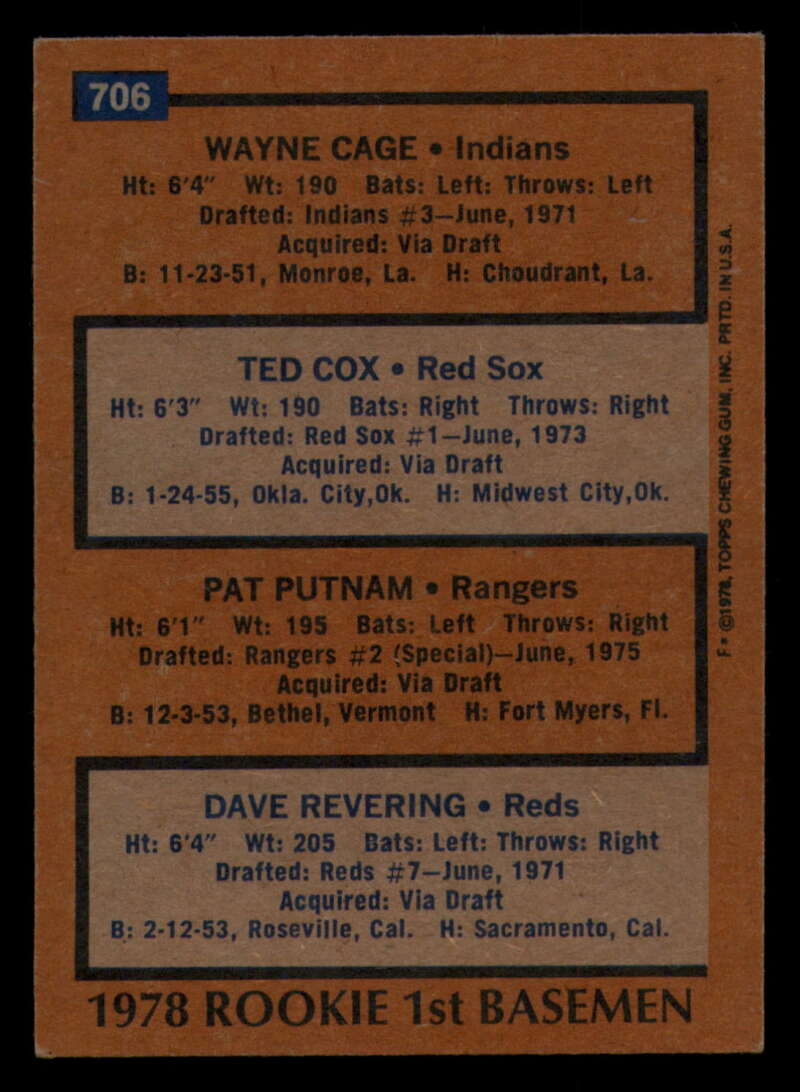 706
WAYNE CAGE • Indians
Ht: 6'4" Wt: 190 Bats: Left: Throws: Left
Drafted: Indians #3—June, 1971
Acquired: Via Draft
B: 11-23-51, Monroe, La. H: Choudrant, La.
TED COX • Red Sox
Ht: 6'3" Wt: 190 Bats: Right Throws: Right
Drafted: Red Sox #1—June, 1973
Acquired: Via Draft
B: 1-24-55, Okla. City,Ok. H: Midwest City,Ok.
PAT PUTNAM • Rangers
Ht: 6'1" Wt: 195 Bats: Left Throws: Right
Drafted: Rangers #2 (Special)—June, 1975
Acquired: Via Draft
B: 12-3-53, Bethel, Vermont H: Fort Myers, Fl.
DAVE REVERING • Reds
Ht: 6'4" Wt: 205 Bats: Left: Throws: Right
Drafted: Reds #7—June, 1971
Acquired: Via Draft
B: 2-12-53, Roseville, Cal. H: Sacramento, Cal.
1978 ROOKIE 1st BASEMEN
F* ©1978, TOPPS CHEWING GUM, INC. PRTD. IN U.S.A.